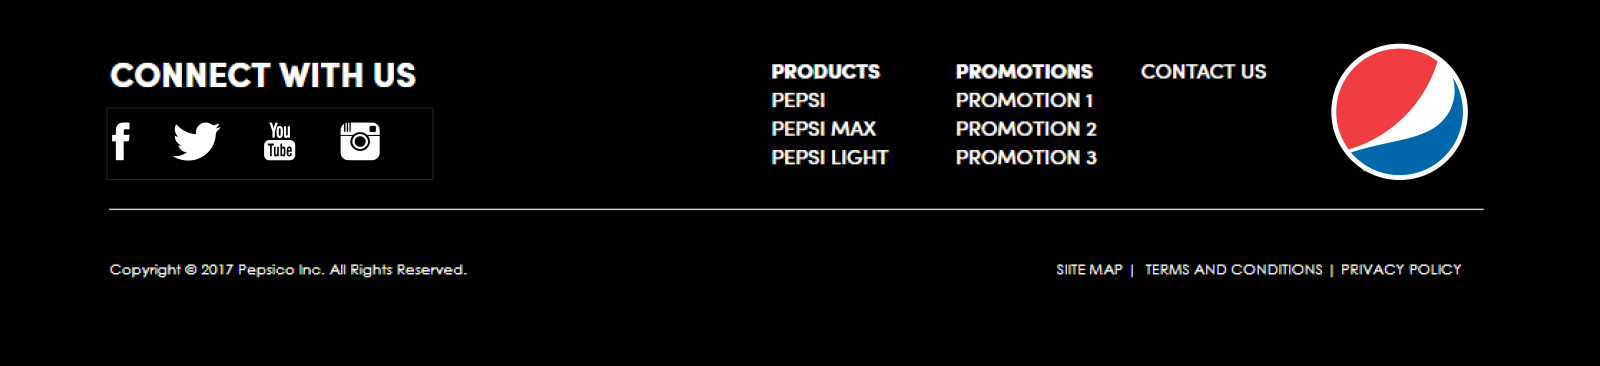 CONNECT WITH US
You
Tube
PRODUCTS
PEPSI
PEPSI MAX
PEPSI LIGHT
PROMOTIONS
PROMOTION 1
PROMOTION 2
PROMOTION 3
CONTACT US
Copyright © 2017 Pepsico Inc. All Rights Reserved.
SIITE MAP | TERMS AND CONDITIONS | PRIVACY POLICY